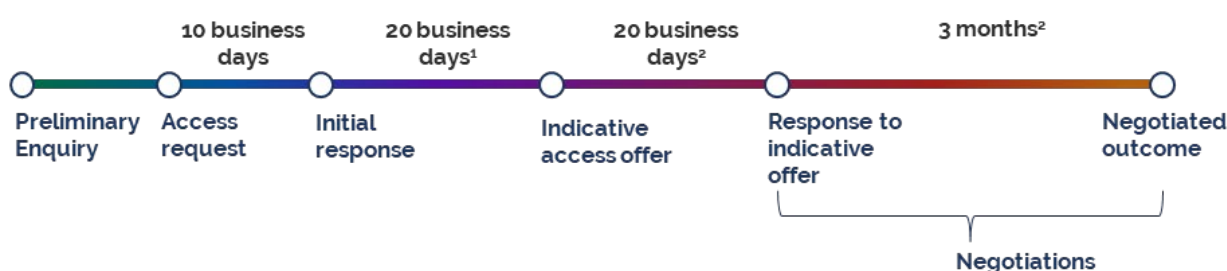 10 business
days
20 business
days¹
20 business
days²
3 months²
Preliminary
Enquiry
Access
request
Initial
response
Indicative
access offer
Response to
indicative
offer
Negotiated
outcome
Negotiations